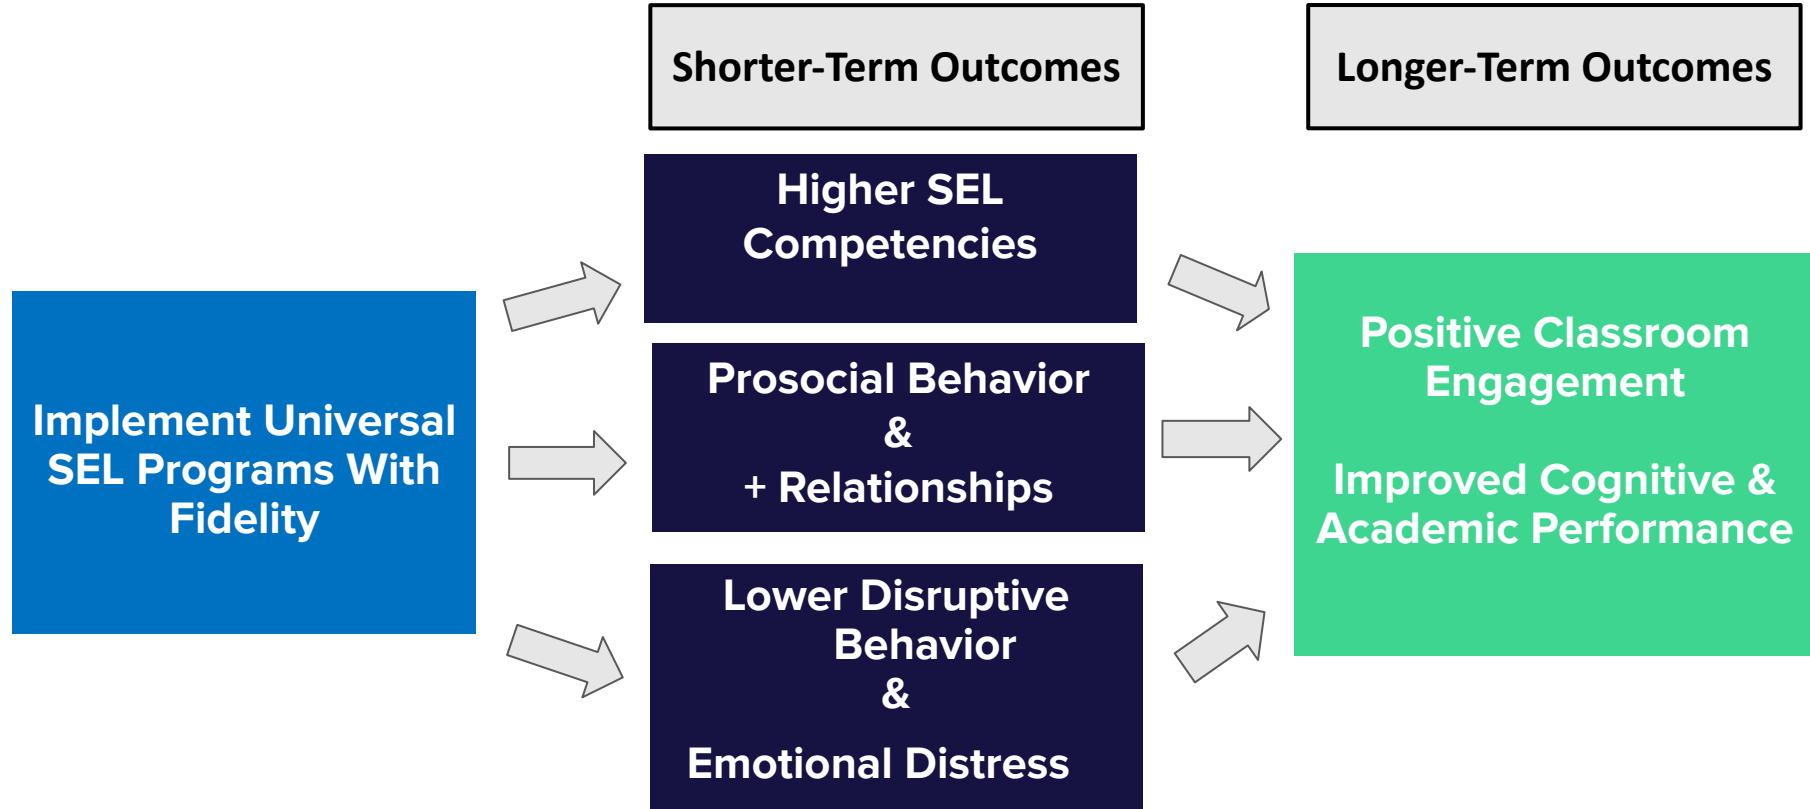 Shorter-Term Outcomes
Longer-Term Outcomes
Implement Universal
SEL Programs With
Fidelity
Higher SEL
Competencies
Prosocial Behavior
&
+ Relationships
Lower Disruptive
Behavior
&
Emotional Distress
Positive Classroom
Engagement
Improved Cognitive &
Academic Performance